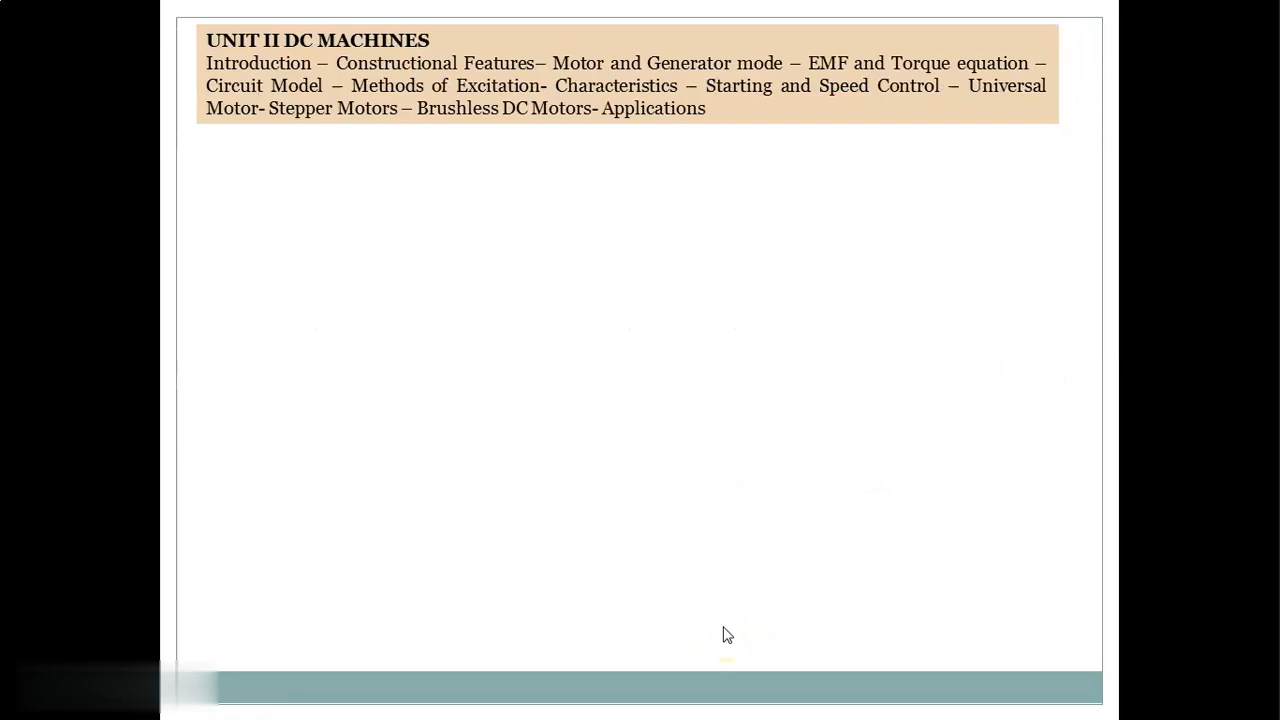 UNIT II DC MACHINES
Introduction – Constructional Features– Motor and Generator mode – EMF and Torque equation –
Circuit Model – Methods of Excitation- Characteristics – Starting and Speed Control – Universal
Motor- Stepper Motors – Brushless DC Motors- Applications